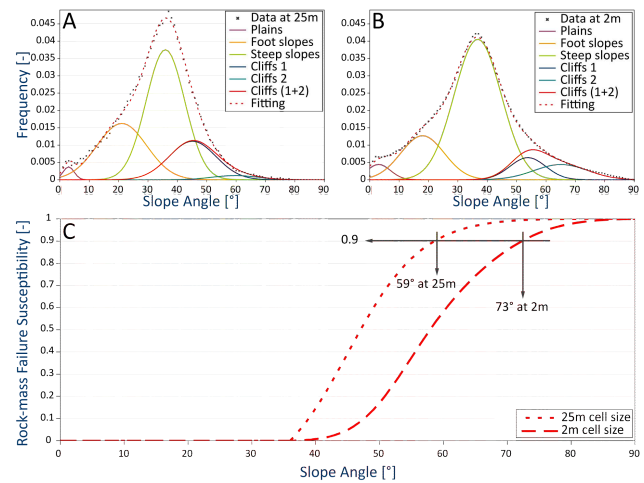 A
Data at 25m
Plains
Foot slopes
Steep slopes
Cliffs 1
Cliffs 2
Cliffs (1+2)
Fitting
Frequency [-]
0.045
0.04
0.035
0.03
0.025
0.02
0.015
0.01
0.005
0
0 10 20 30 40 50 60 70 80 90
Slope Angle [°]
B
Data at 2m
Plains
Foot slopes
Steep slopes
Cliffs 1
Cliffs 2
Cliffs (1+2)
Fitting
0.045
0.04
0.035
0.03
0.025
0.02
0.015
0.01
0.005
0
0 10 20 30 40 50 60 70 80 90
Slope Angle [°]
C
Rock-mass Failure Susceptibility [-]
1
0.9
0.8
0.7
0.6
0.5
0.4
0.3
0.2
0.1
0
0.9
59° at 25m
73° at 2m
25m cell size
2m cell size
0 10 20 30 40 50 60 70 80 90
Slope Angle [°]